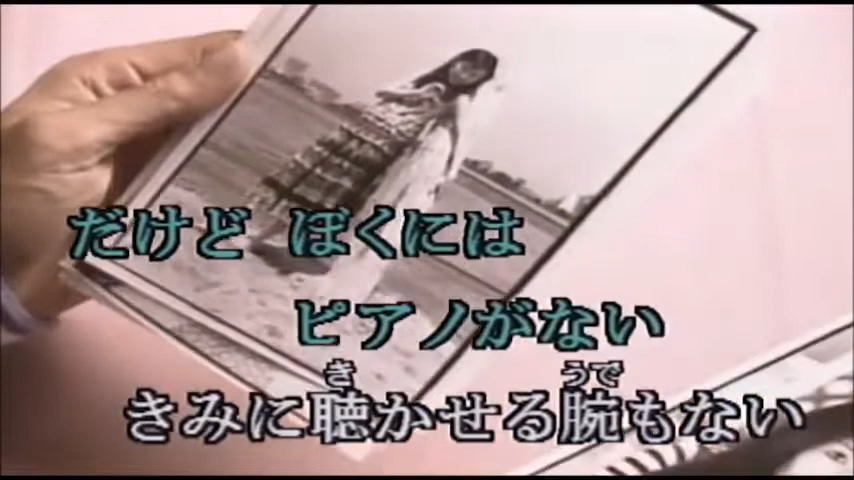 だけど ぼくには
ピアノがない
きみに聴かせる腕もない
き
うで